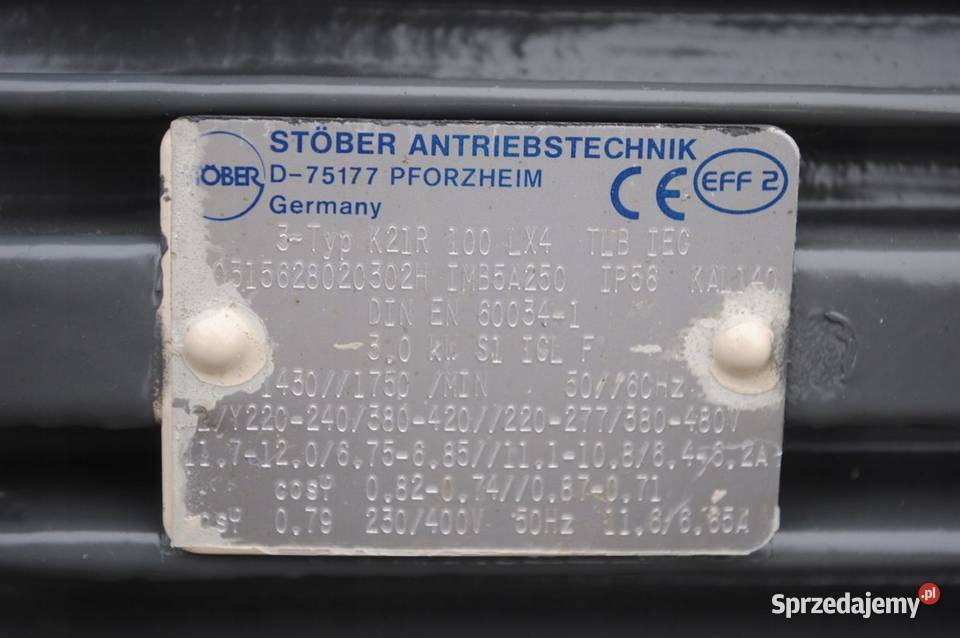 STÖBER ANTRIEBSTECHNIK
D-75177 PFORZHEIM
Germany
ÖBER
CE
EFF 2
3~Typ K21R 100 LX4 TLB IEC
0515628020302H IMB5A250 IP56 KAL140
DIN EN 60034-1
3,0 kW S1 ICL F
1430//1750 /MIN 50//60Hz
/Y220-240/380-420//220-277/380-480V
11,7-12,0/6,75-6,85//11,1-10,8/6,4-6,2A
cosϕ 0,82-0,74//0,87-0,71
cosϕ 0,79 230/400V 50Hz 11,6/6,65A
Sprzedajemy.pl